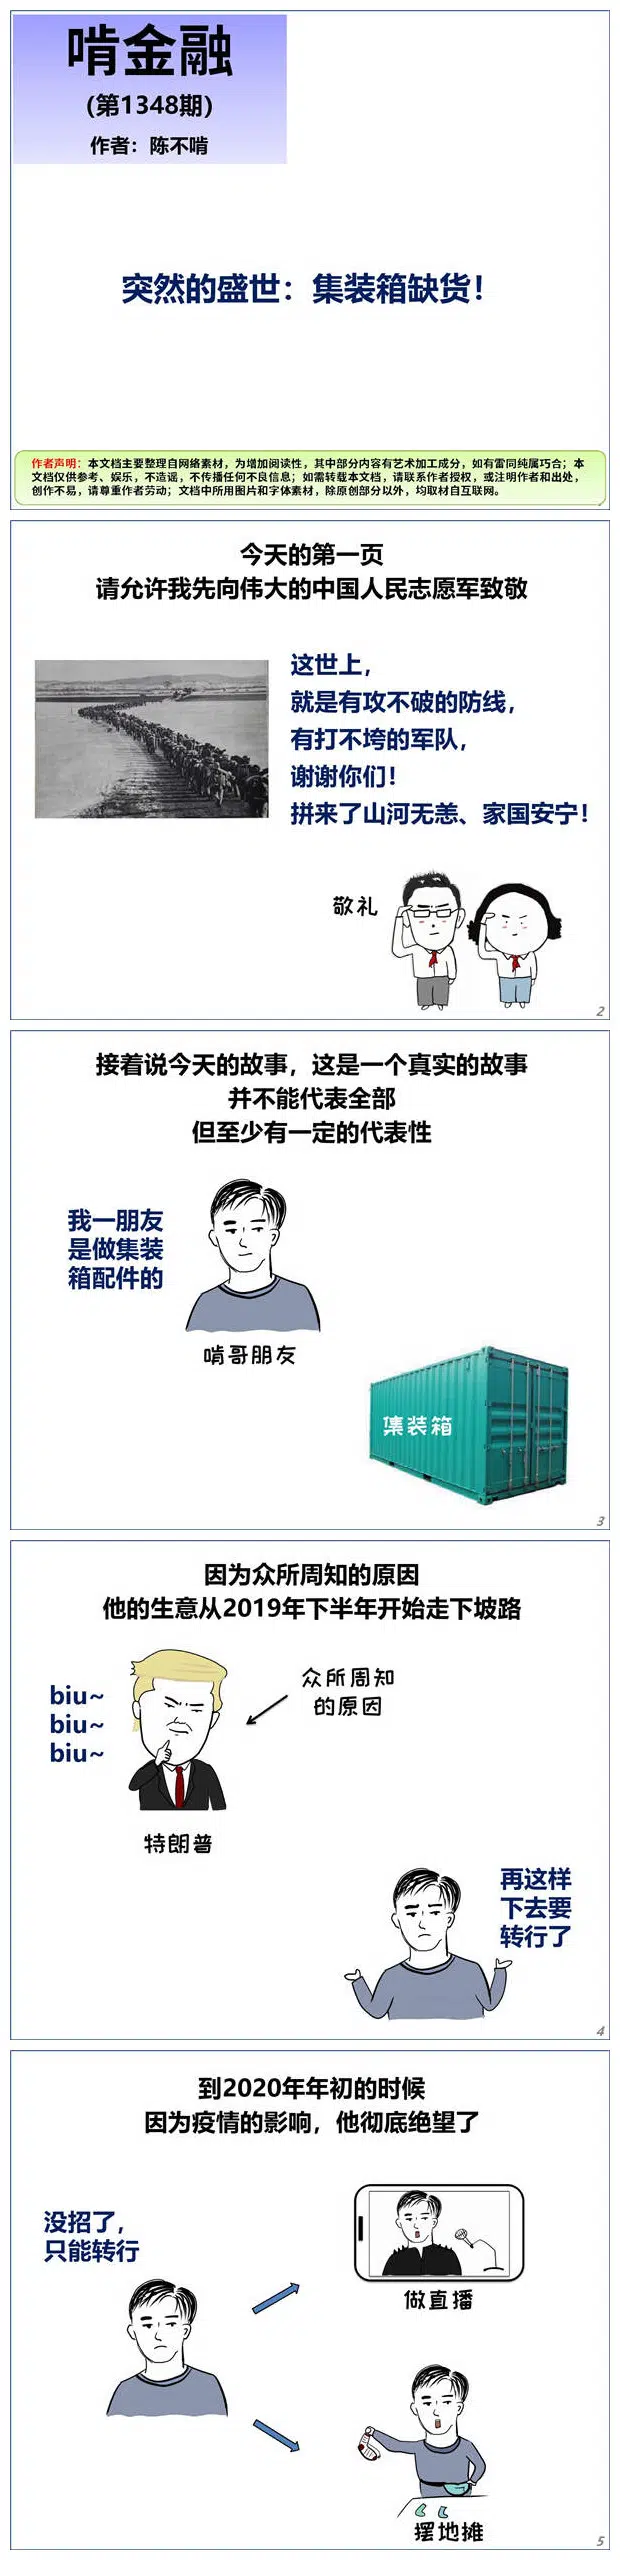 啃金融
(第1348期)
作者：陈不啃
突然的盛世：集装箱缺货！
作者声明：本文档主要整理自网络素材，为增加阅读性，其中部分内容有艺术加工成分，如有雷同纯属巧合；本
文档仅供参考、娱乐，不造谣，不传播任何不良信息；如需转载本文档，请联系作者授权，或注明作者和出处，
创作不易，请尊重作者劳动；文档中所用图片和字体素材，除原创部分以外，均取材自互联网。
今天的第一页
请允许我先向伟大的中国人民志愿军致敬
这世上，
就是有攻不破的防线，
有打不垮的军队，
谢谢你们！
拼来了山河无恙、家国安宁！
敬礼
2
接着说今天的故事，这是一个真实的故事
并不能代表全部
但至少有一定的代表性
我一朋友
是做集装
箱配件的
啃哥朋友
集装箱
3
因为众所周知的原因
他的生意从2019年下半年开始走下坡路
biu~
biu~
biu~
众所周知
的原因
特朗普
再这样
下去要
转行了
4
到2020年年初的时候
因为疫情的影响，他彻底绝望了
没招了，
只能转行
做直播
摆地摊
5